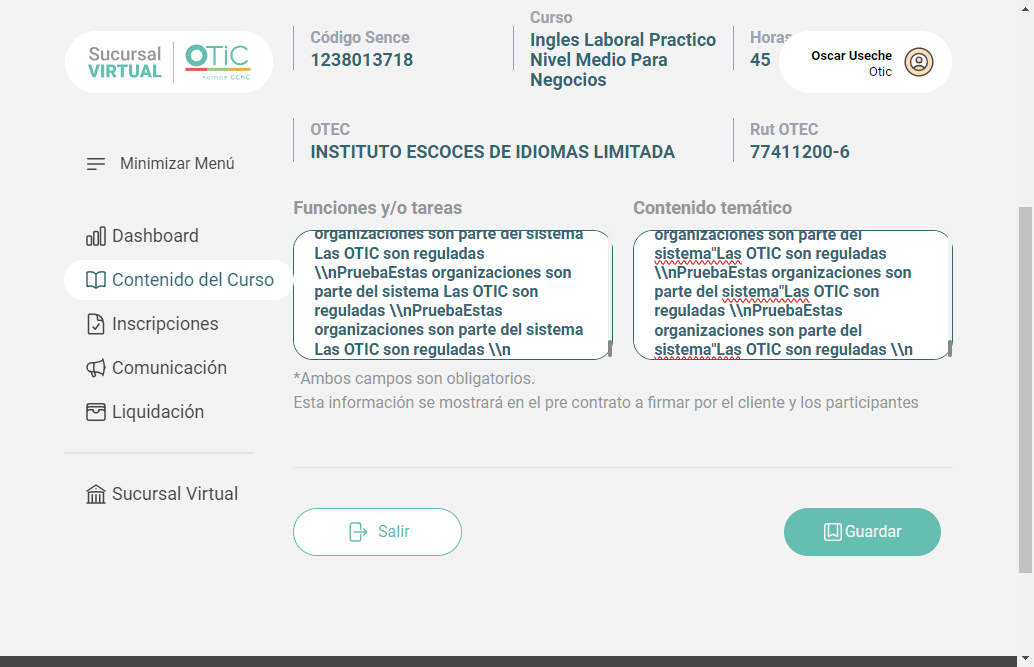 Sucursal
VIRTUAL
OTiC
somos CChC
Código Sence
1238013718
Curso
Ingles Laboral Practico
Nivel Medio Para
Negocios
Horas
45
Oscar Useche
Otic
OTEC
INSTITUTO ESCOCES DE IDIOMAS LIMITADA
Rut OTEC
77411200-6
Minimizar Menú
Dashboard
Contenido del Curso
Inscripciones
Comunicación
Liquidación
Sucursal Virtual
Funciones y/o tareas
organizaciones son parte del sistema
Las OTIC son reguladas
\\nPruebaEstas organizaciones son
parte del sistema Las OTIC son
reguladas \\nPruebaEstas
organizaciones son parte del sistema
Las OTIC son reguladas \\n
Contenido temático
organizaciones son parte del
sistema"Las OTIC son reguladas
\\nPruebaEstas organizaciones son
parte del sistema"Las OTIC son
reguladas \\nPruebaEstas
organizaciones son parte del
sistema"Las OTIC son reguladas \\n
*Ambos campos son obligatorios.
Esta información se mostrará en el pre contrato a firmar por el cliente y los participantes
Salir
Guardar